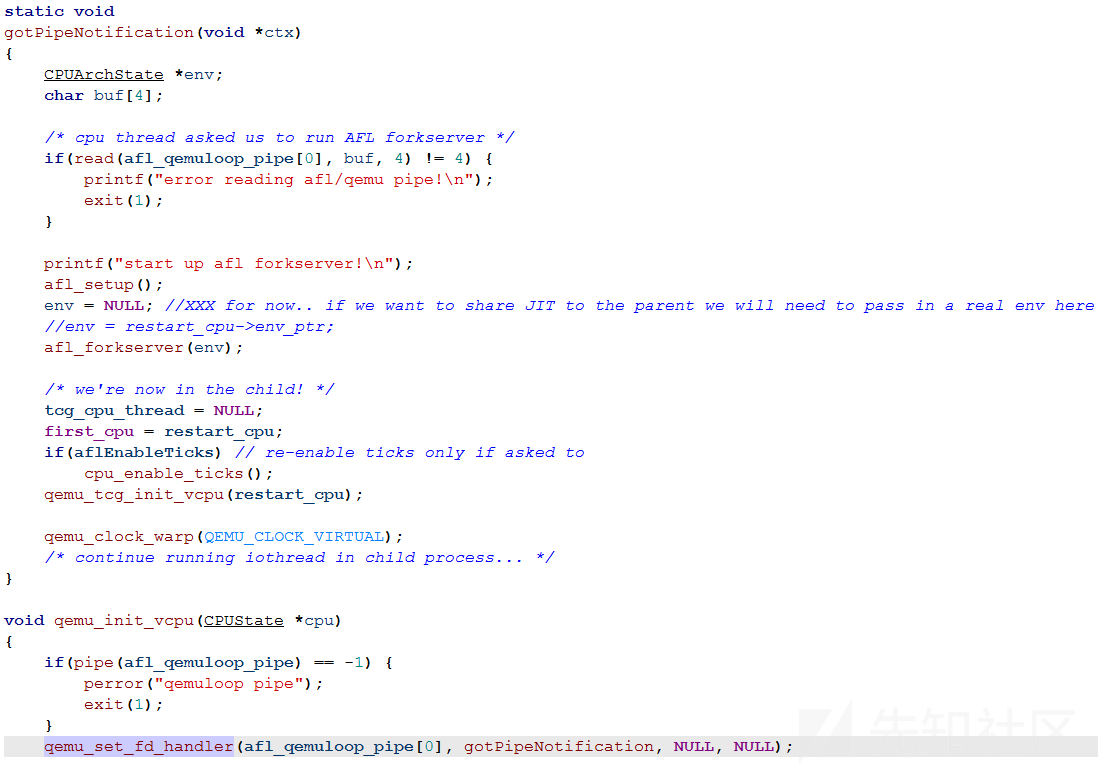 static void
gotPipeNotification(void *ctx)
{
    CPUArchState *env;
    char buf[4];

    /* cpu thread asked us to run AFL forkserver */
    if(read(afl_qemuloop_pipe[0], buf, 4) != 4) {
        printf("error reading afl/qemu pipe!\n");
        exit(1);
    }

    printf("start up afl forkserver!\n");
    afl_setup();
    env = NULL; //XXX for now.. if we want to share JIT to the parent we will need to pass in a real env here
    //env = restart_cpu->env_ptr;
    afl_forkserver(env);

    /* we're now in the child! */
    tcg_cpu_thread = NULL;
    first_cpu = restart_cpu;
    if(aflEnableTicks) // re-enable ticks only if asked to
        cpu_enable_ticks();
    qemu_tcg_init_vcpu(restart_cpu);

    qemu_clock_warp(QEMU_CLOCK_VIRTUAL);
    /* continue running iothread in child process... */
}

void qemu_init_vcpu(CPUState *cpu)
{
    if(pipe(afl_qemuloop_pipe) == -1) {
        perror("qemuloop pipe");
        exit(1);
    }
    qemu_set_fd_handler(afl_qemuloop_pipe[0], gotPipeNotification, NULL, NULL);
先知社区